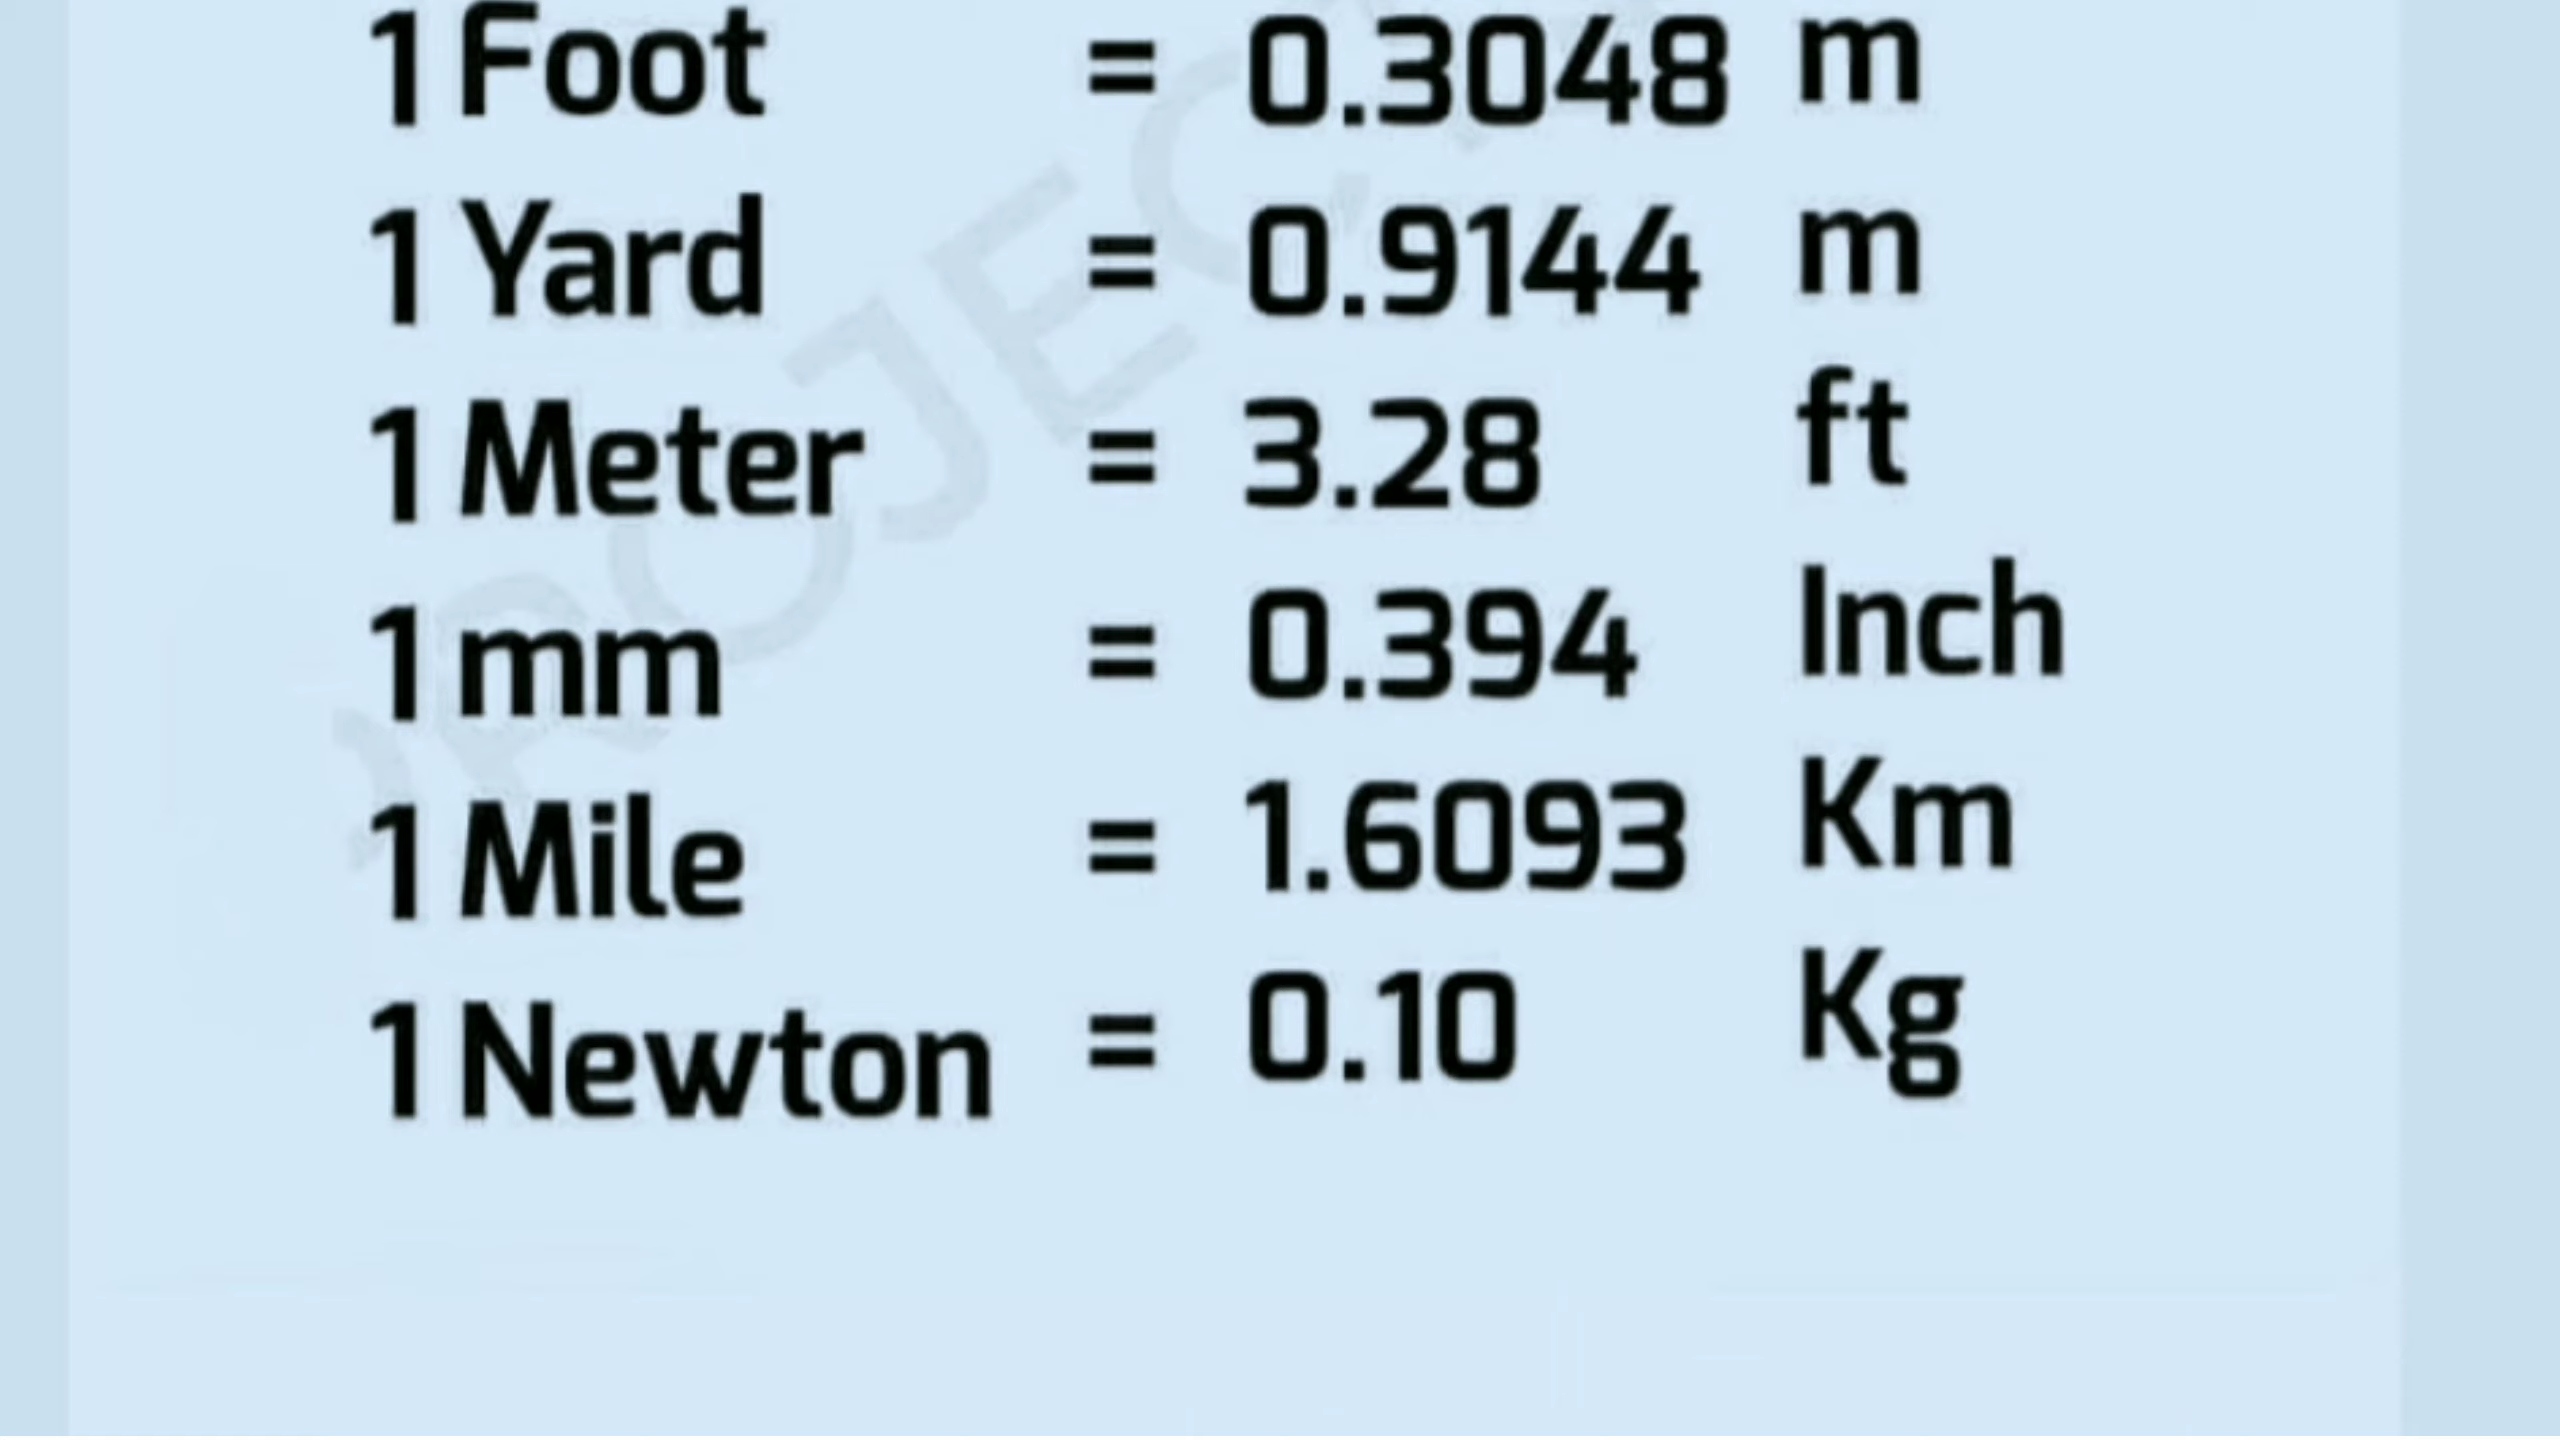 1 Foot = 0.3048 m
1 Yard = 0.9144 m
1 Meter = 3.28 ft
1 mm = 0.394 Inch
1 Mile = 1.6093 Km
1 Newton = 0.10 Kg